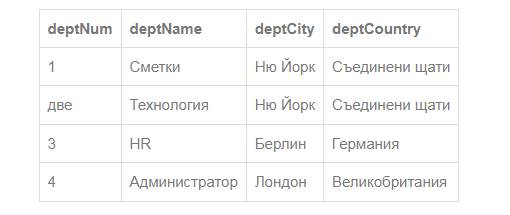 deptNum deptName deptCity deptCountry
1 Сметки Ню Йорк Съединени щати
две Технология Ню Йорк Съединени щати
3 HR Берлин Германия
4 Администратор Лондон Великобритания